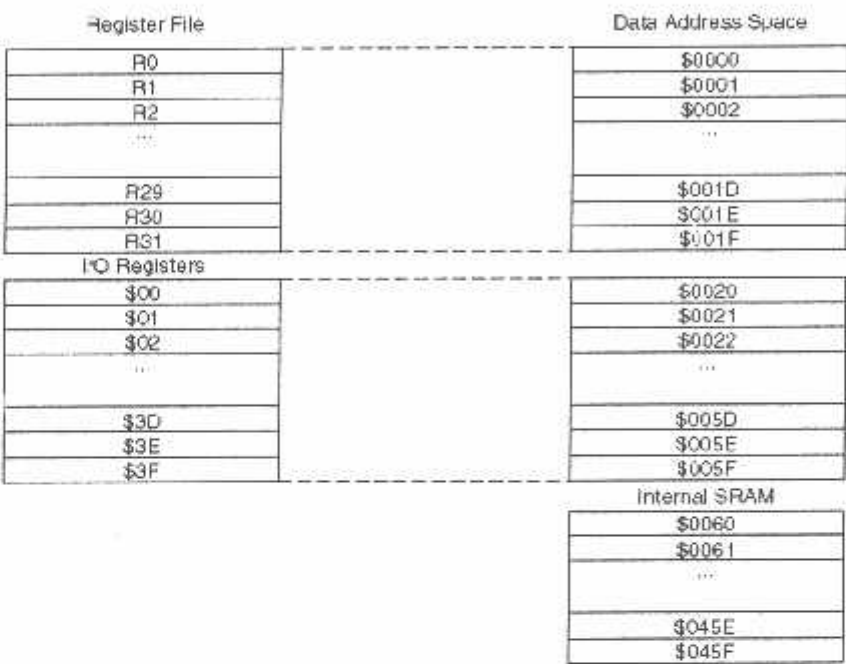 Register File
Data Address Space
R0
$0000
R1
$0001
R2
$0002
...
...
R29
$001D
R30
$001E
R31
$001F
I/O Registers
$00
$0020
$01
$0021
$02
$0022
...
...
$3D
$005D
$3E
$005E
$3F
$005F
Internal SRAM
$0060
$0061
...
$045E
$045F